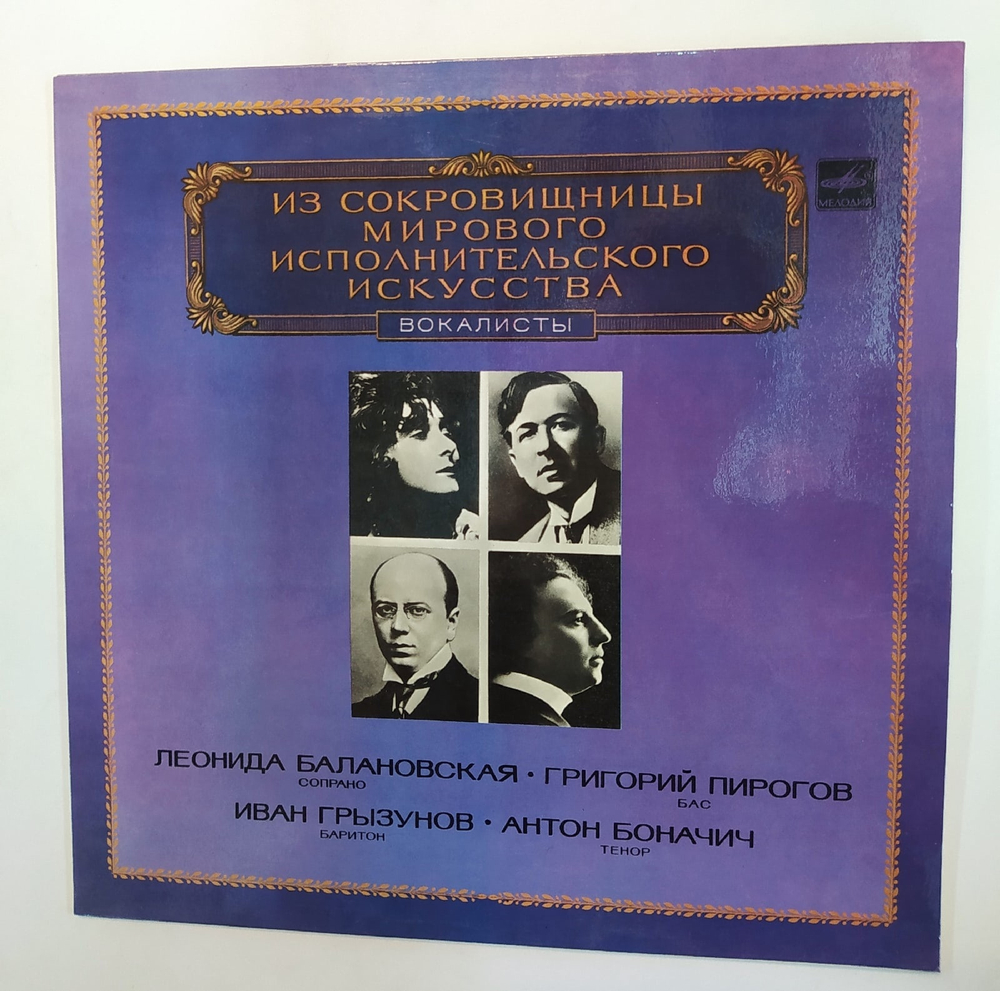 ИЗ СОКРОВИЩНИЦЫ
МИРОВОГО
ИСПОЛНИТЕЛЬСКОГО
ИСКУССТВА
ВОКАЛИСТЫ
МЕЛОДИЯ
ЛЕОНИДА БАЛАНОВСКАЯ • ГРИГОРИЙ ПИРОГОВ
СОПРАНО БАС
ИВАН ГРЫЗУНОВ • АНТОН БОНАЧИЧ
БАРИТОН ТЕНОР